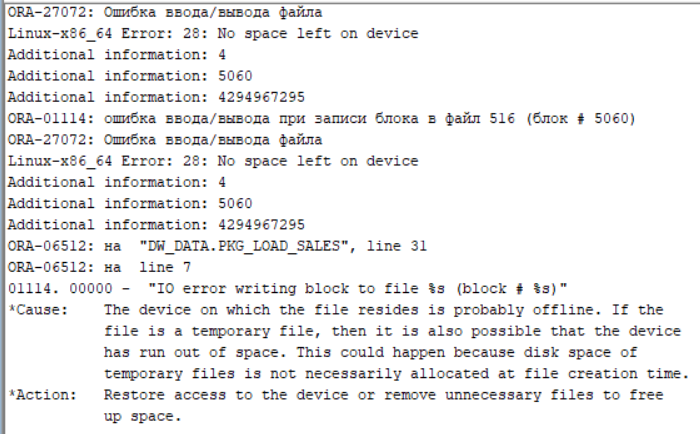 ORA-27072: Ошибка ввода/вывода файла
Linux-x86_64 Error: 28: No space left on device
Additional information: 4
Additional information: 5060
Additional information: 4294967295
ORA-01114: ошибка ввода/вывода при записи блока в файл 516 (блок # 5060)
ORA-27072: Ошибка ввода/вывода файла
Linux-x86_64 Error: 28: No space left on device
Additional information: 4
Additional information: 5060
Additional information: 4294967295
ORA-06512: на  "DW_DATA.PKG_LOAD_SALES", line 31
ORA-06512: на  line 7
01114. 00000 -  "IO error writing block to file %s (block # %s)"
*Cause:    The device on which the file resides is probably offline. If the
           file is a temporary file, then it is also possible that the device
           has run out of space. This could happen because disk space of
           temporary files is not necessarily allocated at file creation time.
*Action:   Restore access to the device or remove unnecessary files to free
           up space.